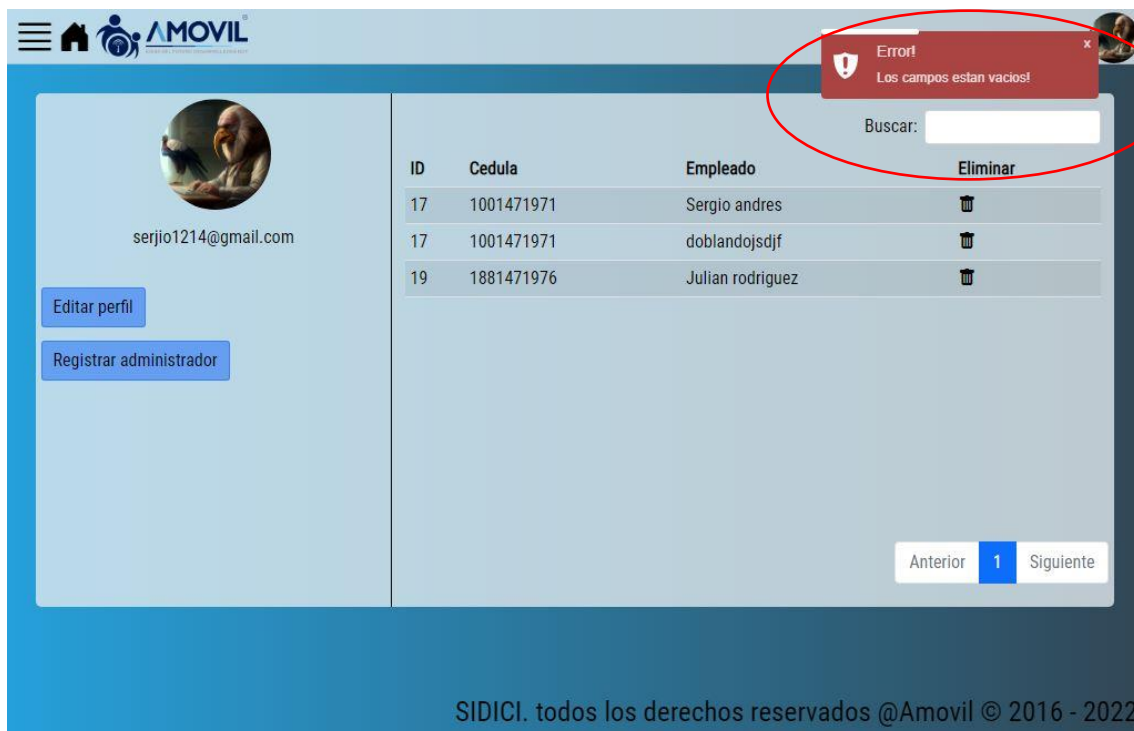 AMOVIL
®
Error!
x
Los campos estan vacios!
Buscar:
serjio1214@gmail.com
Editar perfil
Registrar administrador
ID Cedula Empleado Eliminar
17 1001471971 Sergio andres
17 1001471971 doblandojsdjf
19 1881471976 Julian rodriguez
Anterior 1 Siguiente
SIDICI. todos los derechos reservados @Amovil © 2016 - 2022